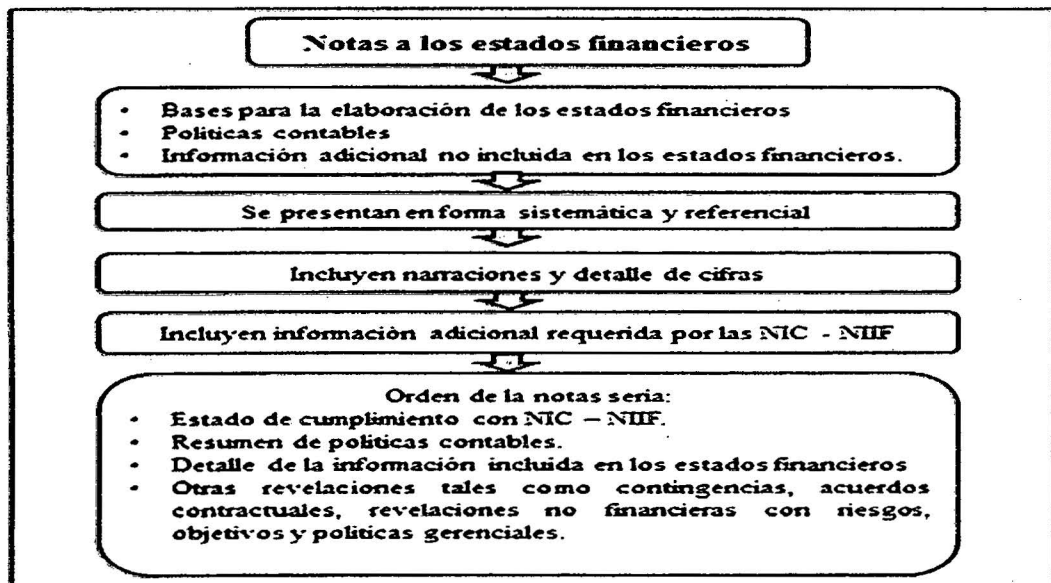 Notas a los estados financieros
• Bases para la elaboración de los estados financieros
• Políticas contables
• Información adicional no incluida en los estados financieros.
Se presentan en forma sistemática y referencial
Incluyen narraciones y detalle de cifras
Incluyen información adicional requerida por las NIC - NIIF
Orden de la notas seria:
• Estado de cumplimiento con NIC – NIIF.
• Resumen de políticas contables.
• Detalle de la información incluida en los estados financieros
• Otras revelaciones tales como contingencias, acuerdos
contractuales, revelaciones no financieras con riesgos,
objetivos y políticas gerenciales.